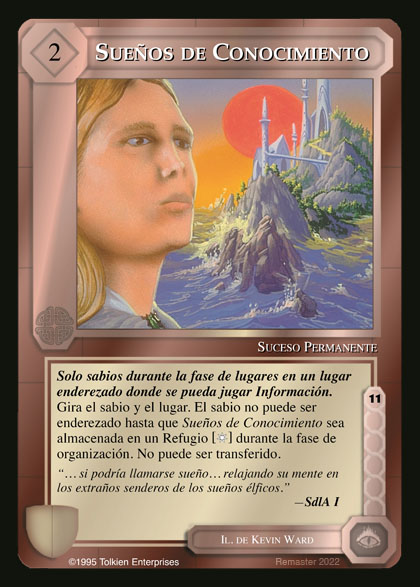 2
Sueños de Conocimiento
Suceso Permanente
Solo sabios durante la fase de lugares en un lugar
enderezado donde se pueda jugar Información.
Gira el sabio y el lugar. El sabio no puede ser
enderezado hasta que Sueños de Conocimiento sea
almacenada en un Refugio [☼] durante la fase de
organización. No puede ser transferido.
“… si podría llamarse sueño… relajando su mente en
los extraños senderos de los sueños élficos.”
—SdlA I
11
Il. de Kevin Ward
©1995 Tolkien Enterprises
Remaster 2022